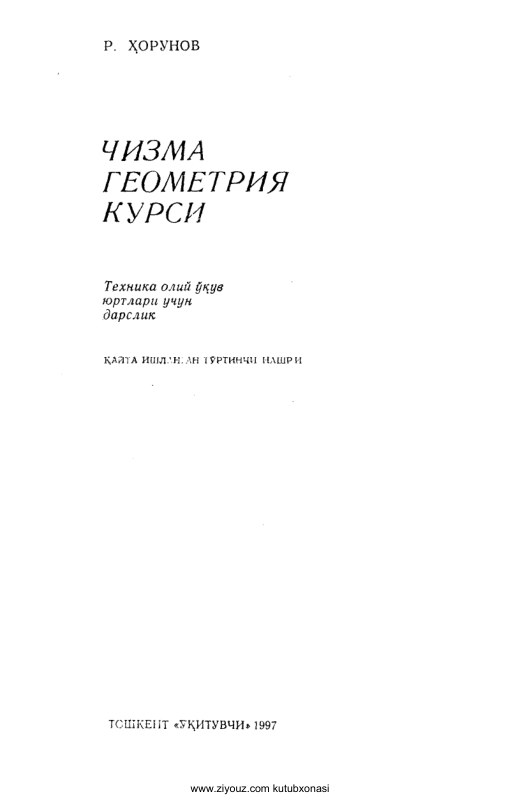 Р. ҲОРУНОВ
ЧИЗМА
ГЕОМЕТРИЯ
КУРСИ
Техника олий ўқув
юртлари учун
дарслик
ҚАЙТА ИШЛАНГАН ТЎРТИНЧИ НАШРИ
ТОШКЕНТ «ЎҚИТУВЧИ» 1997
www.ziyouz.com kutubxonasi